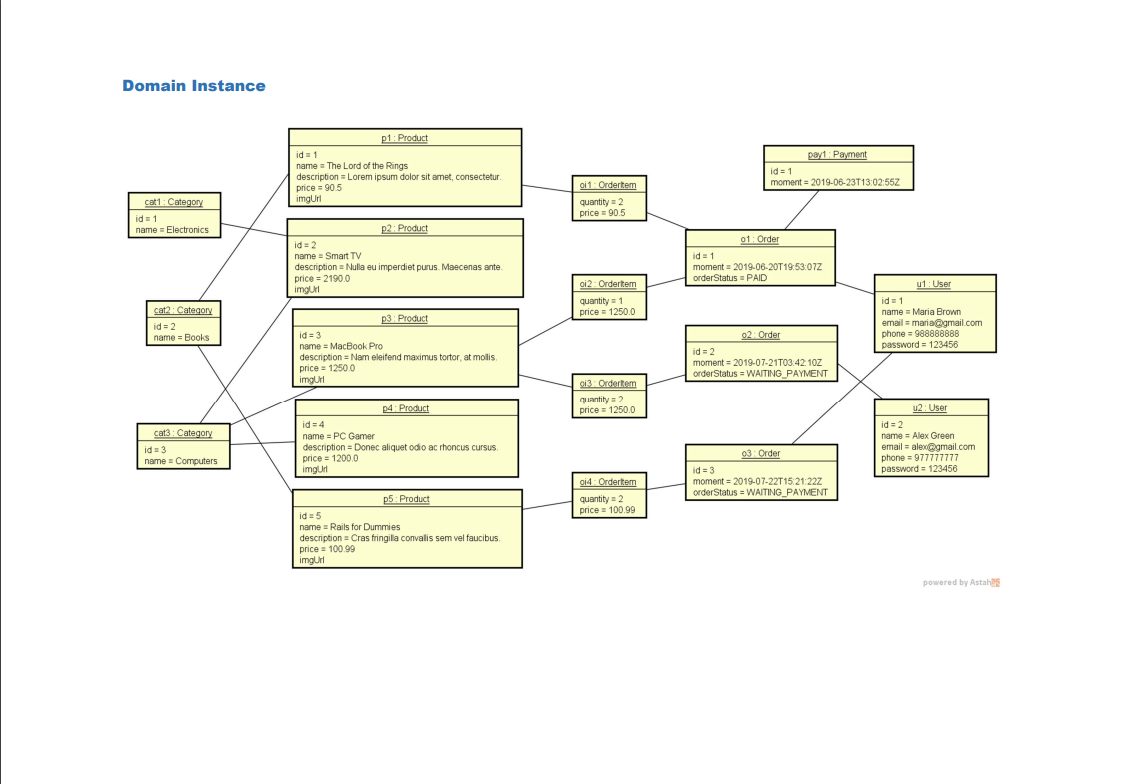 Domain Instance
p1 : Product
id = 1
name = The Lord of the Rings
description = Lorem ipsum dolor sit amet, consectetur.
price = 90.5
imgUrl
cat1 : Category
id = 1
name = Electronics
p2 : Product
id = 2
name = Smart TV
description = Nulla eu imperdiet purus. Maecenas ante.
price = 2190.0
imgUrl
cat2 : Category
id = 2
name = Books
p3 : Product
id = 3
name = MacBook Pro
description = Nam eleifend maximus tortor, at mollis.
price = 1250.0
imgUrl
cat3 : Category
id = 3
name = Computers
p4 : Product
id = 4
name = PC Gamer
description = Donec aliquet odio ac rhoncus cursus.
price = 1200.0
imgUrl
p5 : Product
id = 5
name = Rails for Dummies
description = Cras fringilla convallis sem vel faucibus.
price = 100.99
imgUrl
oi1 : OrderItem
quantity = 2
price = 90.5
oi2 : OrderItem
quantity = 1
price = 1250.0
oi3 : OrderItem
quantity = 2
price = 1250.0
oi4 : OrderItem
quantity = 2
price = 100.99
pay1 : Payment
id = 1
moment = 2019-06-23T13:02:55Z
o1 : Order
id = 1
moment = 2019-06-20T19:53:07Z
orderStatus = PAID
o2 : Order
id = 2
moment = 2019-07-21T03:42:10Z
orderStatus = WAITING_PAYMENT
o3 : Order
id = 3
moment = 2019-07-22T15:21:22Z
orderStatus = WAITING_PAYMENT
u1 : User
id = 1
name = Maria Brown
email = maria@gmail.com
phone = 988888888
password = 123456
u2 : User
id = 2
name = Alex Green
email = alex@gmail.com
phone = 977777777
password = 123456
powered by Astah